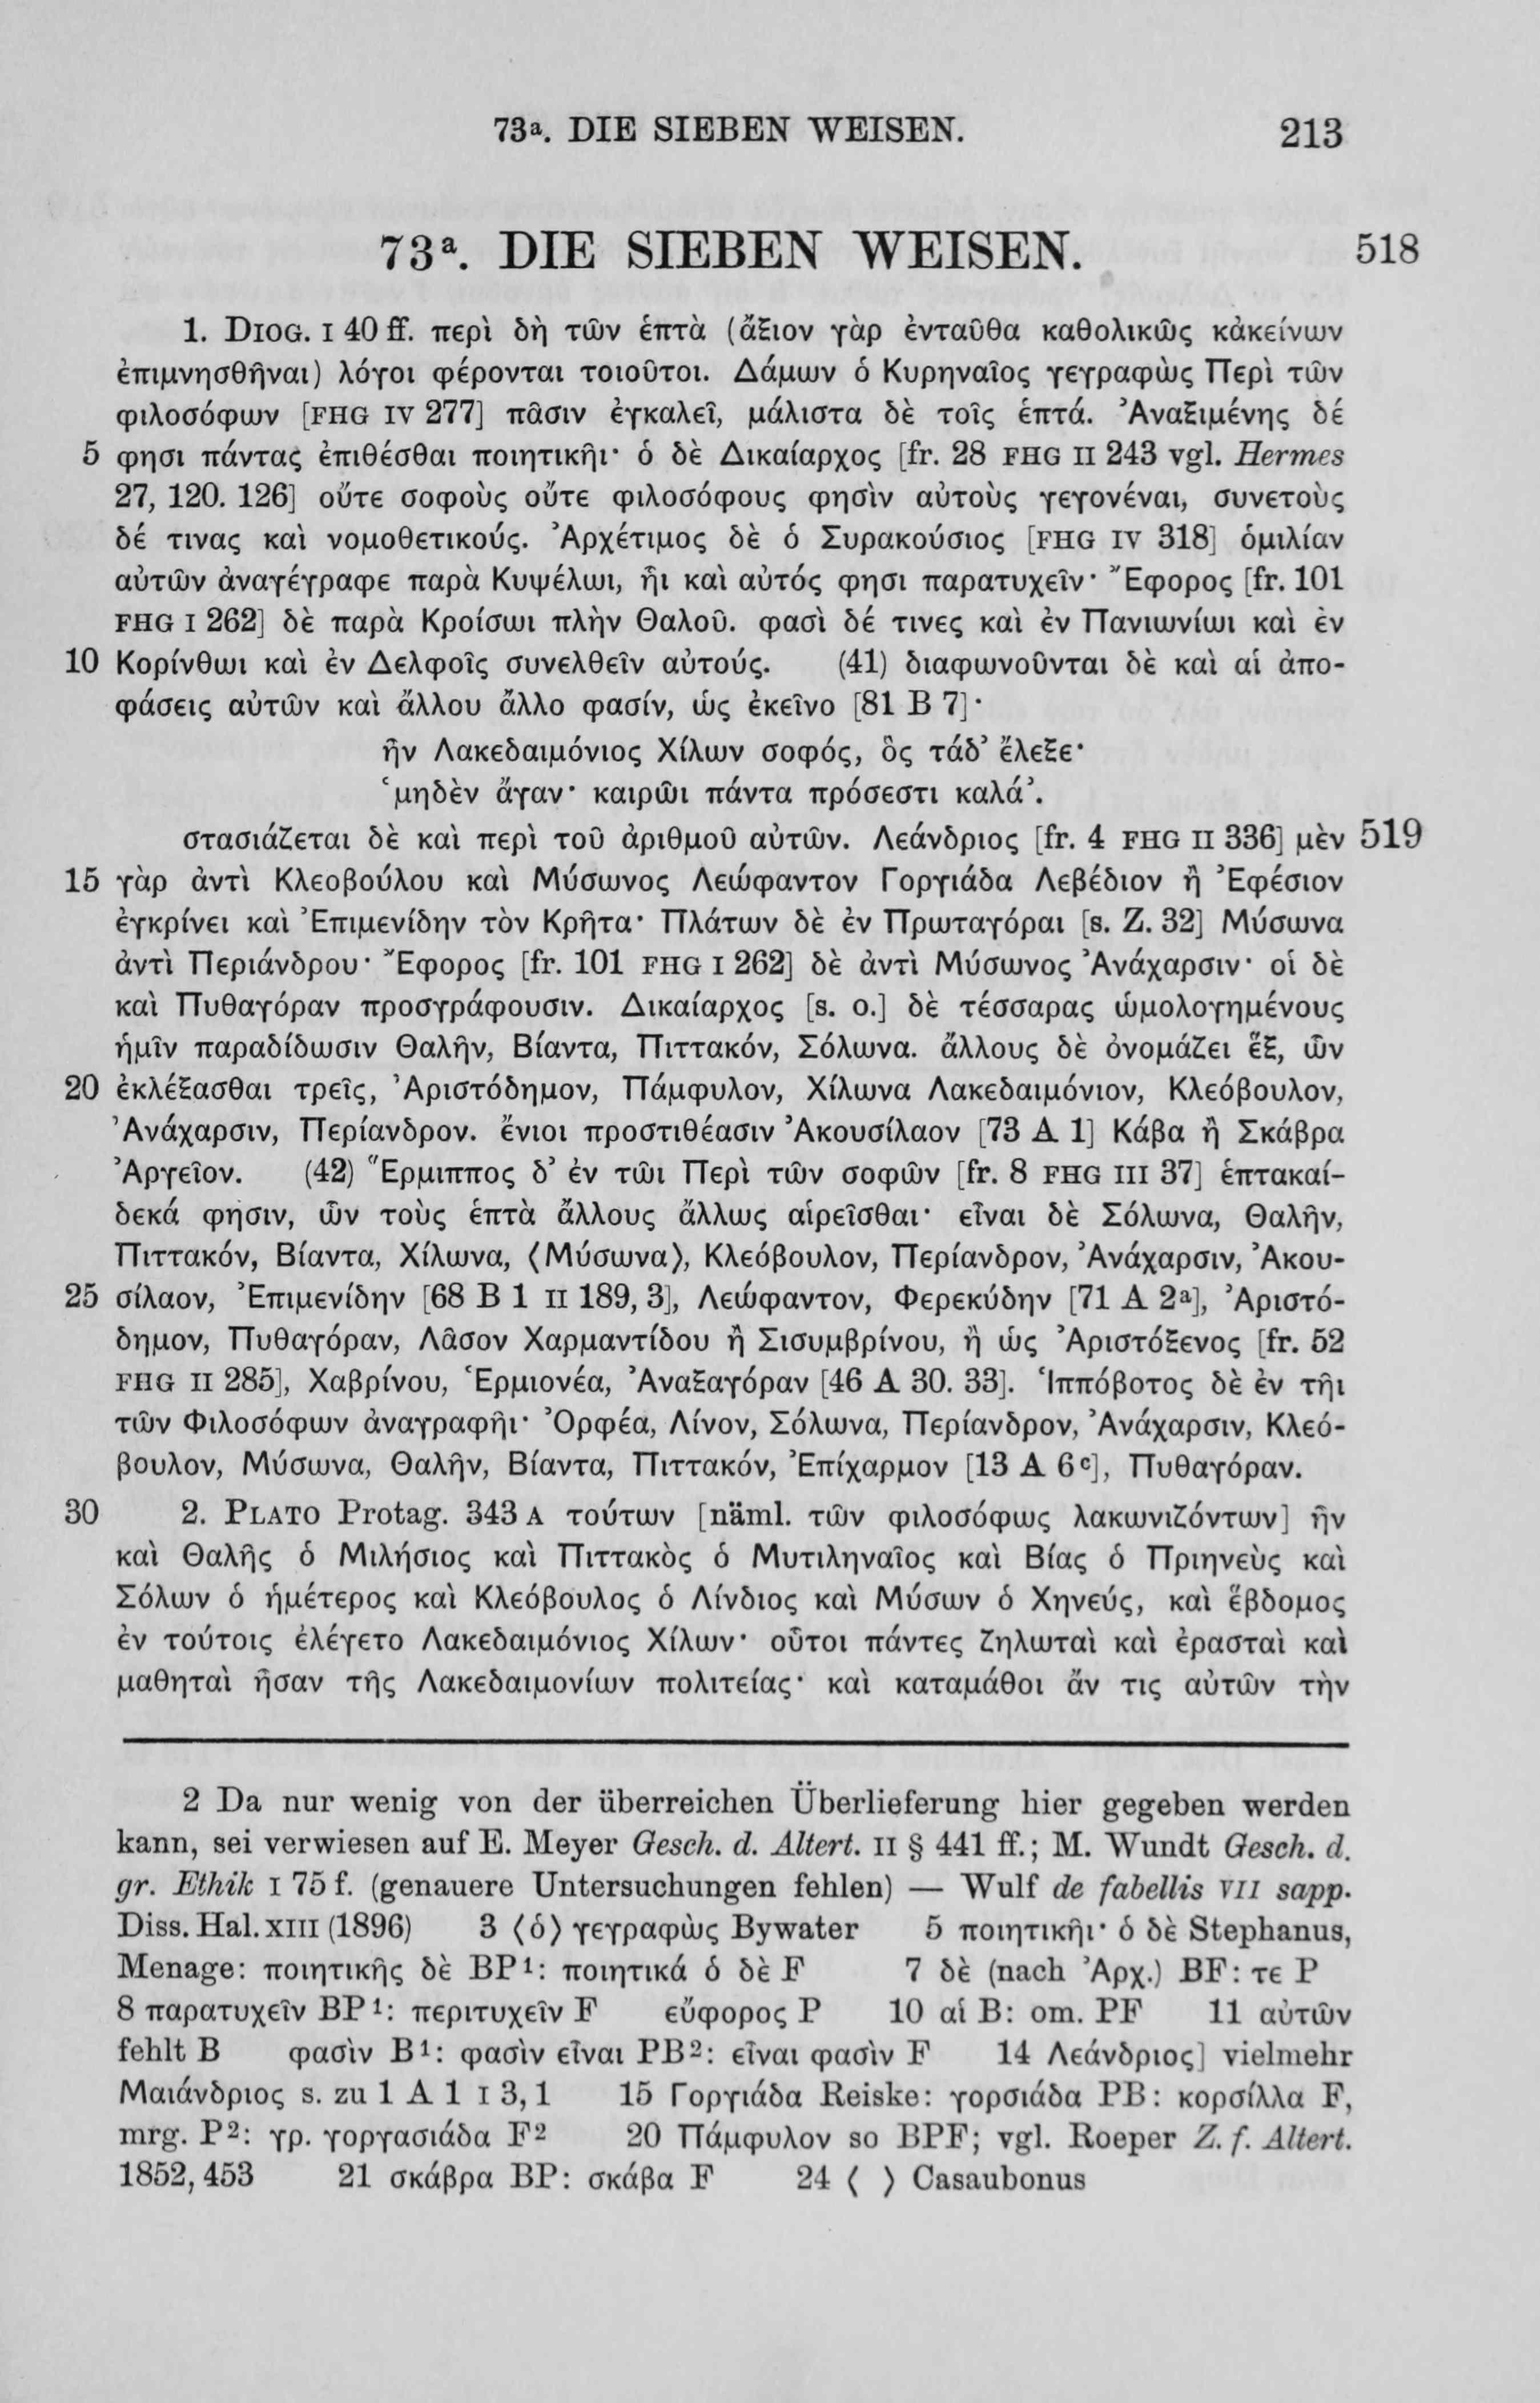 73ᵃ. DIE SIEBEN WEISEN. 213
73ᵃ. DIE SIEBEN WEISEN. 518
1. DIOG. I 40 ff. περὶ δὴ τῶν ἑπτὰ (ἄξιον γὰρ ἐνταῦθα καθολικῶς κἀκείνων
ἐπιμνησθῆναι) λόγοι φέρονται τοιοῦτοι. Δάμων ὁ Κυρηναῖος γεγραφὼς Περὶ τῶν
φιλοσόφων [FHG IV 277] πᾶσιν ἐγκαλεῖ, μάλιστα δὲ τοῖς ἑπτά. Ἀναξιμένης δέ
5 φησι πάντας ἐπιθέσθαι ποιητικῆι· ὁ δὲ Δικαίαρχος [fr. 28 FHG II 243 vgl. Hermes
27, 120. 126] οὔτε σοφοὺς οὔτε φιλοσόφους φησὶν αὐτοὺς γεγονέναι, συνετοὺς
δέ τινας καὶ νομοθετικούς. Ἀρχέτιμος δὲ ὁ Συρακούσιος [FHG IV 318] ὁμιλίαν
αὐτῶν ἀναγέγραφε παρὰ Κυψέλωι, ἧι καὶ αὐτός φησι παρατυχεῖν· Ἔφορος [fr. 101
FHG I 262] δὲ παρὰ Κροίσωι πλὴν Θαλοῦ. φασὶ δέ τινες καὶ ἐν Πανιωνίωι καὶ ἐν
10 Κορίνθωι καὶ ἐν Δελφοῖς συνελθεῖν αὐτούς. (41) διαφωνοῦνται δὲ καὶ αἱ ἀπο-
φάσεις αὐτῶν καὶ ἄλλου ἄλλο φασίν, ὡς ἐκεῖνο [81 B 7]·
ἦν Λακεδαιμόνιος Χίλων σοφός, ὃς τάδ’ ἔλεξε·
‘μηδὲν ἄγαν· καιρῶι πάντα πρόσεστι καλά’.
στασιάζεται δὲ καὶ περὶ τοῦ ἀριθμοῦ αὐτῶν. Λεάνδριος [fr. 4 FHG II 336] μὲν 519
15 γὰρ ἀντὶ Κλεοβούλου καὶ Μύσωνος Λεώφαντον Γοργιάδα Λεβέδιον ἢ Ἐφέσιον
ἐγκρίνει καὶ Ἐπιμενίδην τὸν Κρῆτα· Πλάτων δὲ ἐν Πρωταγόραι [s. Z. 32] Μύσωνα
ἀντὶ Περιάνδρου· Ἔφορος [fr. 101 FHG I 262] δὲ ἀντὶ Μύσωνος Ἀνάχαρσιν· οἱ δὲ
καὶ Πυθαγόραν προσγράφουσιν. Δικαίαρχος [s. o.] δὲ τέσσαρας ὡμολογημένους
ἡμῖν παραδίδωσιν Θαλῆν, Βίαντα, Πιττακόν, Σόλωνα. ἄλλους δὲ ὀνομάζει ἕξ, ὧν
20 ἐκλέξασθαι τρεῖς, Ἀριστόδημον, Πάμφυλον, Χίλωνα Λακεδαιμόνιον, Κλεόβουλον,
Ἀνάχαρσιν, Περίανδρον. ἔνιοι προστιθέασιν Ἀκουσίλαον [73 A 1] Κάβα ἢ Σκάβρα
Ἀργεῖον. (42) Ἕρμιππος δ’ ἐν τῶι Περὶ τῶν σοφῶν [fr. 8 FHG III 37] ἑπτακαί-
δεκά φησιν, ὧν τοὺς ἑπτὰ ἄλλους ἄλλως αἱρεῖσθαι· εἶναι δὲ Σόλωνα, Θαλῆν,
Πιττακόν, Βίαντα, Χίλωνα, ⟨Μύσωνα⟩, Κλεόβουλον, Περίανδρον, Ἀνάχαρσιν, Ἀκου-
25 σίλαον, Ἐπιμενίδην [68 B 1 II 189, 3], Λεώφαντον, Φερεκύδην [71 A 2ᵃ], Ἀριστό-
δημον, Πυθαγόραν, Λᾶσον Χαρμαντίδου ἢ Σισυμβρίνου, ἢ ὡς Ἀριστόξενος [fr. 52
FHG II 285], Χαβρίνου, Ἑρμιονέα, Ἀναξαγόραν [46 A 30. 33]. Ἱππόβοτος δὲ ἐν τῆι
τῶν Φιλοσόφων ἀναγραφῆι· Ὀρφέα, Λίνον, Σόλωνα, Περίανδρον, Ἀνάχαρσιν, Κλεό-
βουλον, Μύσωνα, Θαλῆν, Βίαντα, Πιττακόν, Ἐπίχαρμον [13 A 6ᶜ], Πυθαγόραν.
30 2. PLATO Protag. 343 A τούτων [näml. τῶν φιλοσόφως λακωνιζόντων] ἦν
καὶ Θαλῆς ὁ Μιλήσιος καὶ Πιττακὸς ὁ Μυτιληναῖος καὶ Βίας ὁ Πριηνεὺς καὶ
Σόλων ὁ ἡμέτερος καὶ Κλεόβουλος ὁ Λίνδιος καὶ Μύσων ὁ Χηνεύς, καὶ ἕβδομος
ἐν τούτοις ἐλέγετο Λακεδαιμόνιος Χίλων· οὗτοι πάντες ζηλωταὶ καὶ ἐρασταὶ καὶ
μαθηταὶ ἦσαν τῆς Λακεδαιμονίων πολιτείας· καὶ καταμάθοι ἄν τις αὐτῶν τὴν
2 Da nur wenig von der überreichen Überlieferung hier gegeben werden
kann, sei verwiesen auf E. Meyer Gesch. d. Altert. II § 441 ff.; M. Wundt Gesch. d.
gr. Ethik I 75 f. (genauere Untersuchungen fehlen) — Wulf de fabellis VII sapp.
Diss. Hal. XIII (1896) 3 ⟨ὁ⟩ γεγραφὼς Bywater 5 ποιητικῆι· ὁ δὲ Stephanus,
Menage: ποιητικῆς δὲ BP¹: ποιητικά ὁ δὲ F 7 δὲ (nach Ἀρχ.) BF: τε P
8 παρατυχεῖν BP¹: περιτυχεῖν F εὔφορος P 10 αἱ B: om. PF 11 αὐτῶν
fehlt B φασὶν B¹: φασὶν εἶναι PB²: εἶναι φασὶν F 14 Λεάνδριος] vielmehr
Μαιάνδριος s. zu 1 A 1 I 3, 1 15 Γοργιάδα Reiske: γορσιάδα PB: κορσίλλα F,
mrg. P²: γρ. γοργασιάδα F² 20 Πάμφυλον so BPF; vgl. Roeper Z. f. Altert.
1852, 453 21 σκάβρα BP: σκάβα F 24 ⟨ ⟩ Casaubonus